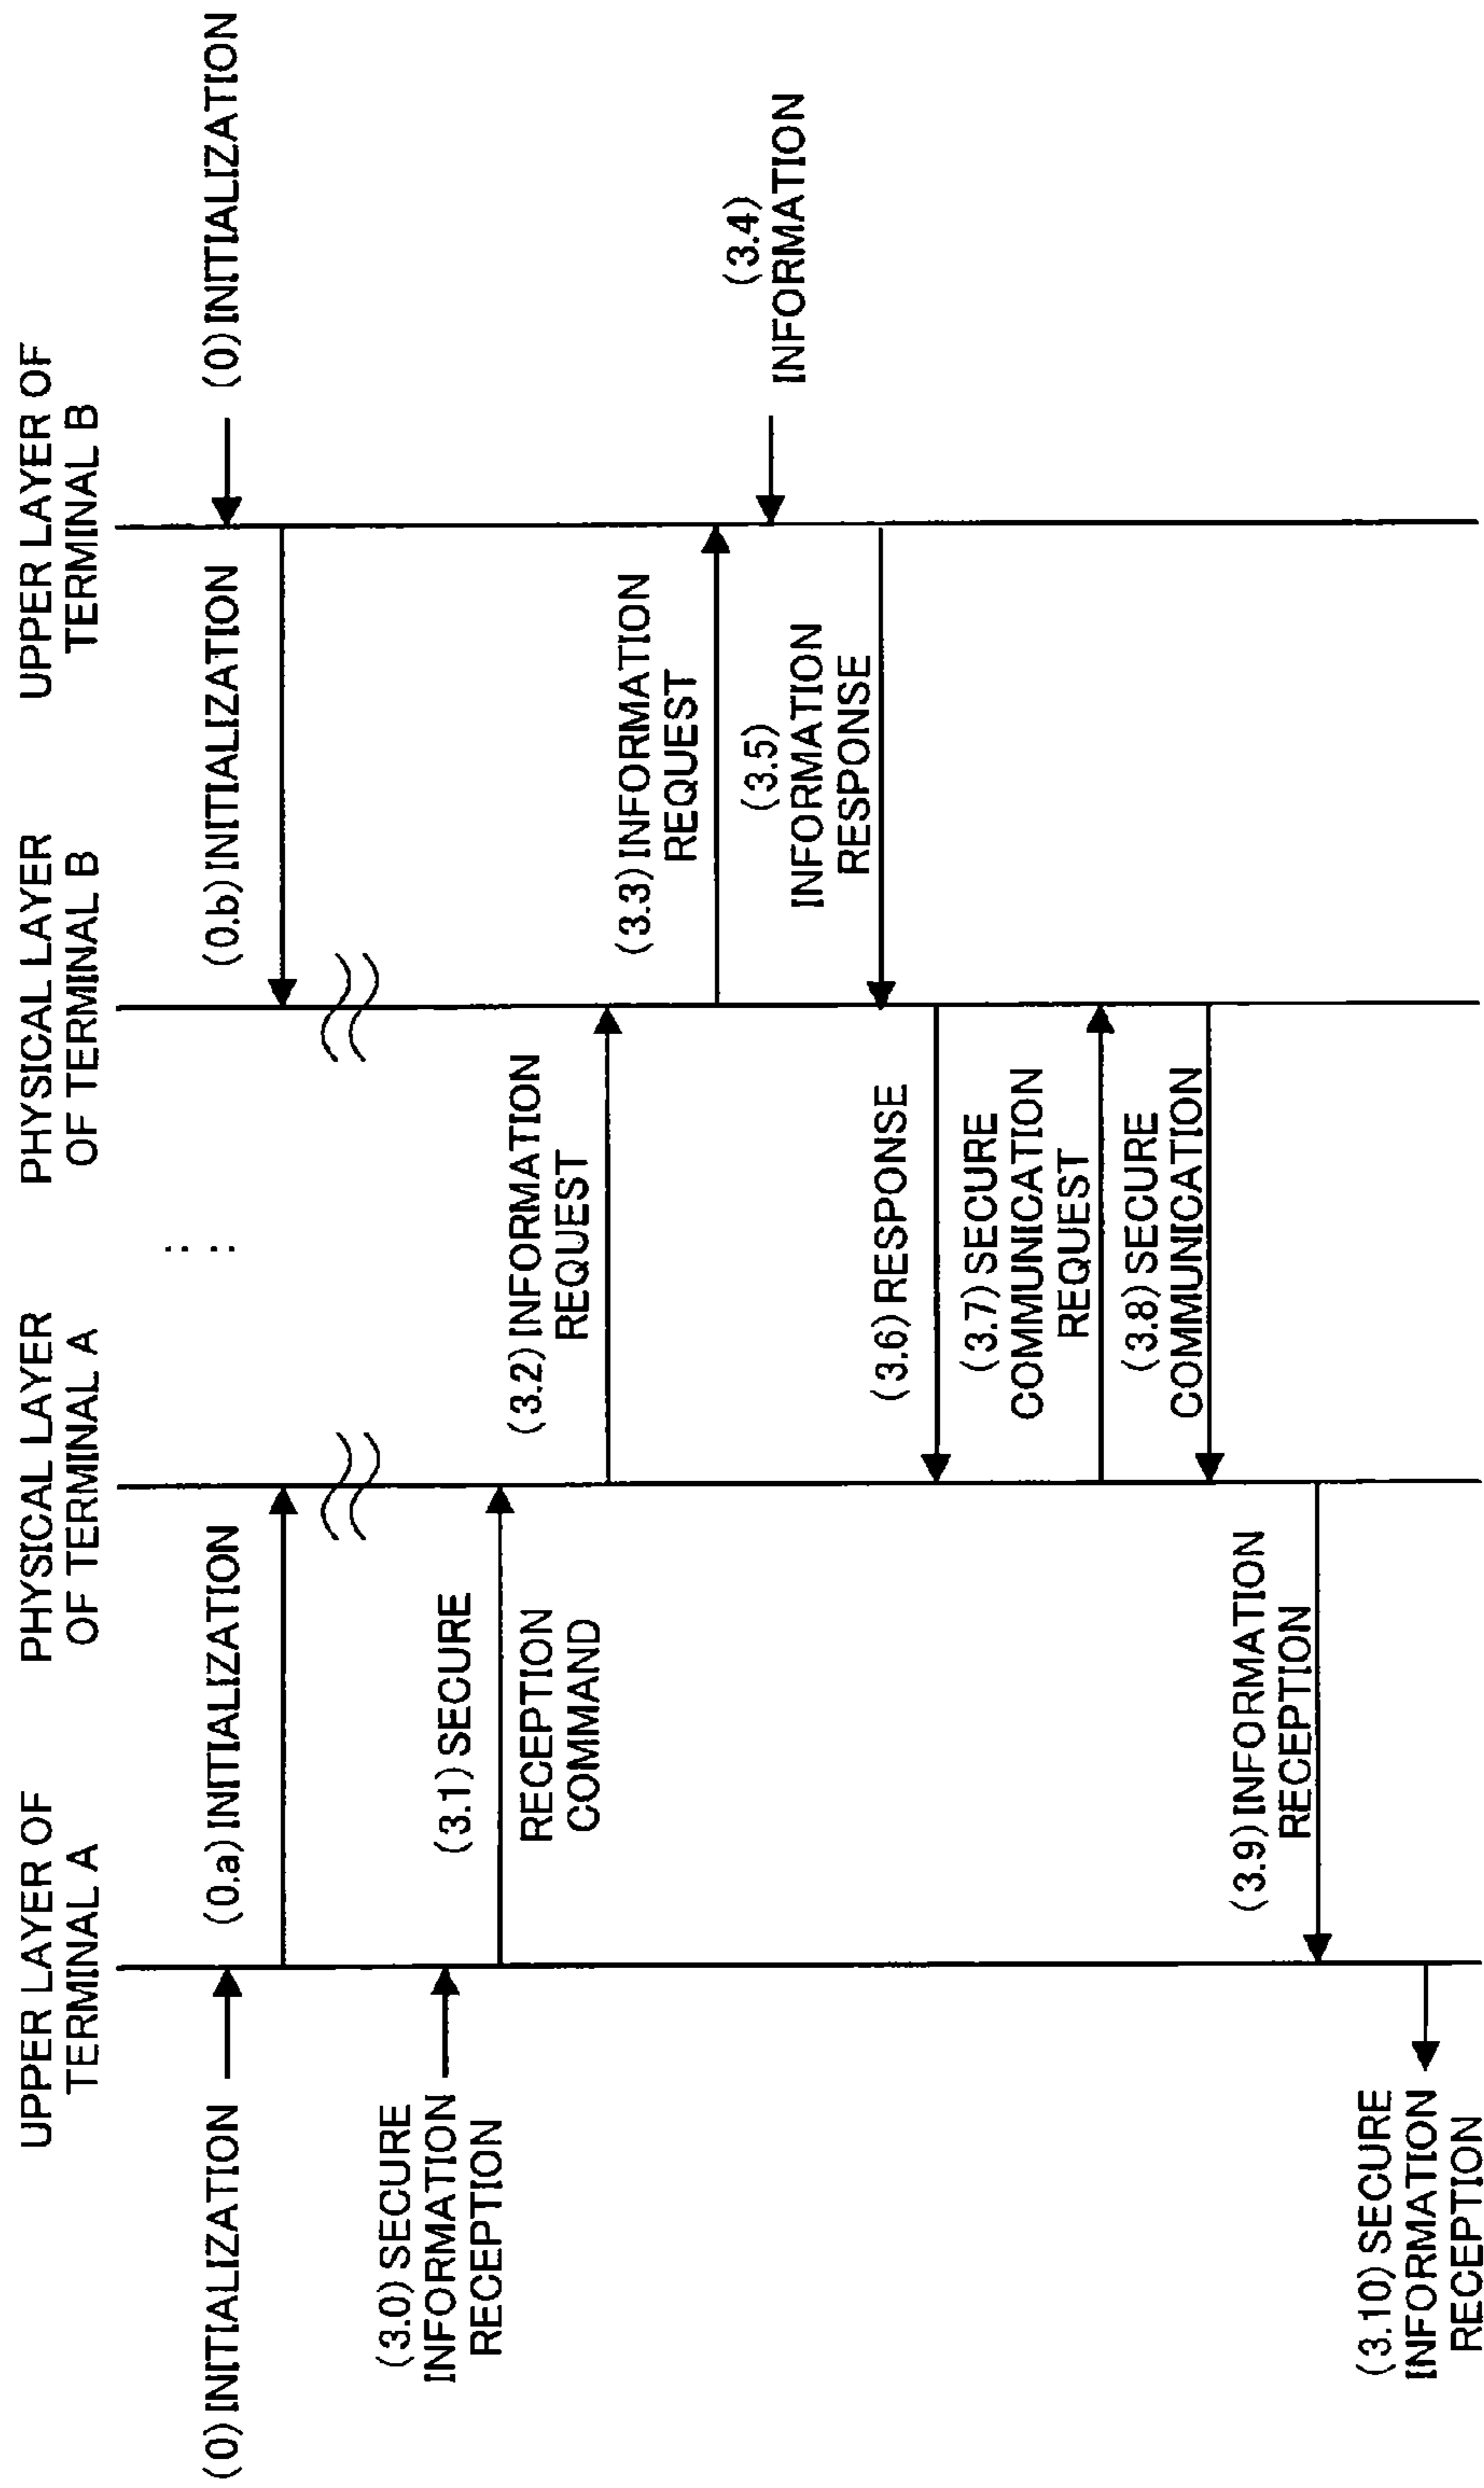 UPPER LAYER OF
TERMINAL A
PHYSICAL LAYER
OF TERMINAL A
PHYSICAL LAYER
OF TERMINAL B
UPPER LAYER OF
TERMINAL B
(0) INITIALIZATION
(0.a) INITIALIZATION
(0.b) INITIALIZATION
(0) INITIALIZATION
(3.0) SECURE
INFORMATION
RECEPTION
(3.1) SECURE
RECEPTION
COMMAND
(3.2) INFORMATION
REQUEST
(3.3) INFORMATION
REQUEST
(3.4)
INFORMATION
(3.5)
INFORMATION
RESPONSE
(3.6) RESPONSE
(3.7) SECURE
COMMUNICATION
REQUEST
(3.8) SECURE
COMMUNICATION
(3.9) INFORMATION
RECEPTION
(3.10) SECURE
INFORMATION
RECEPTION